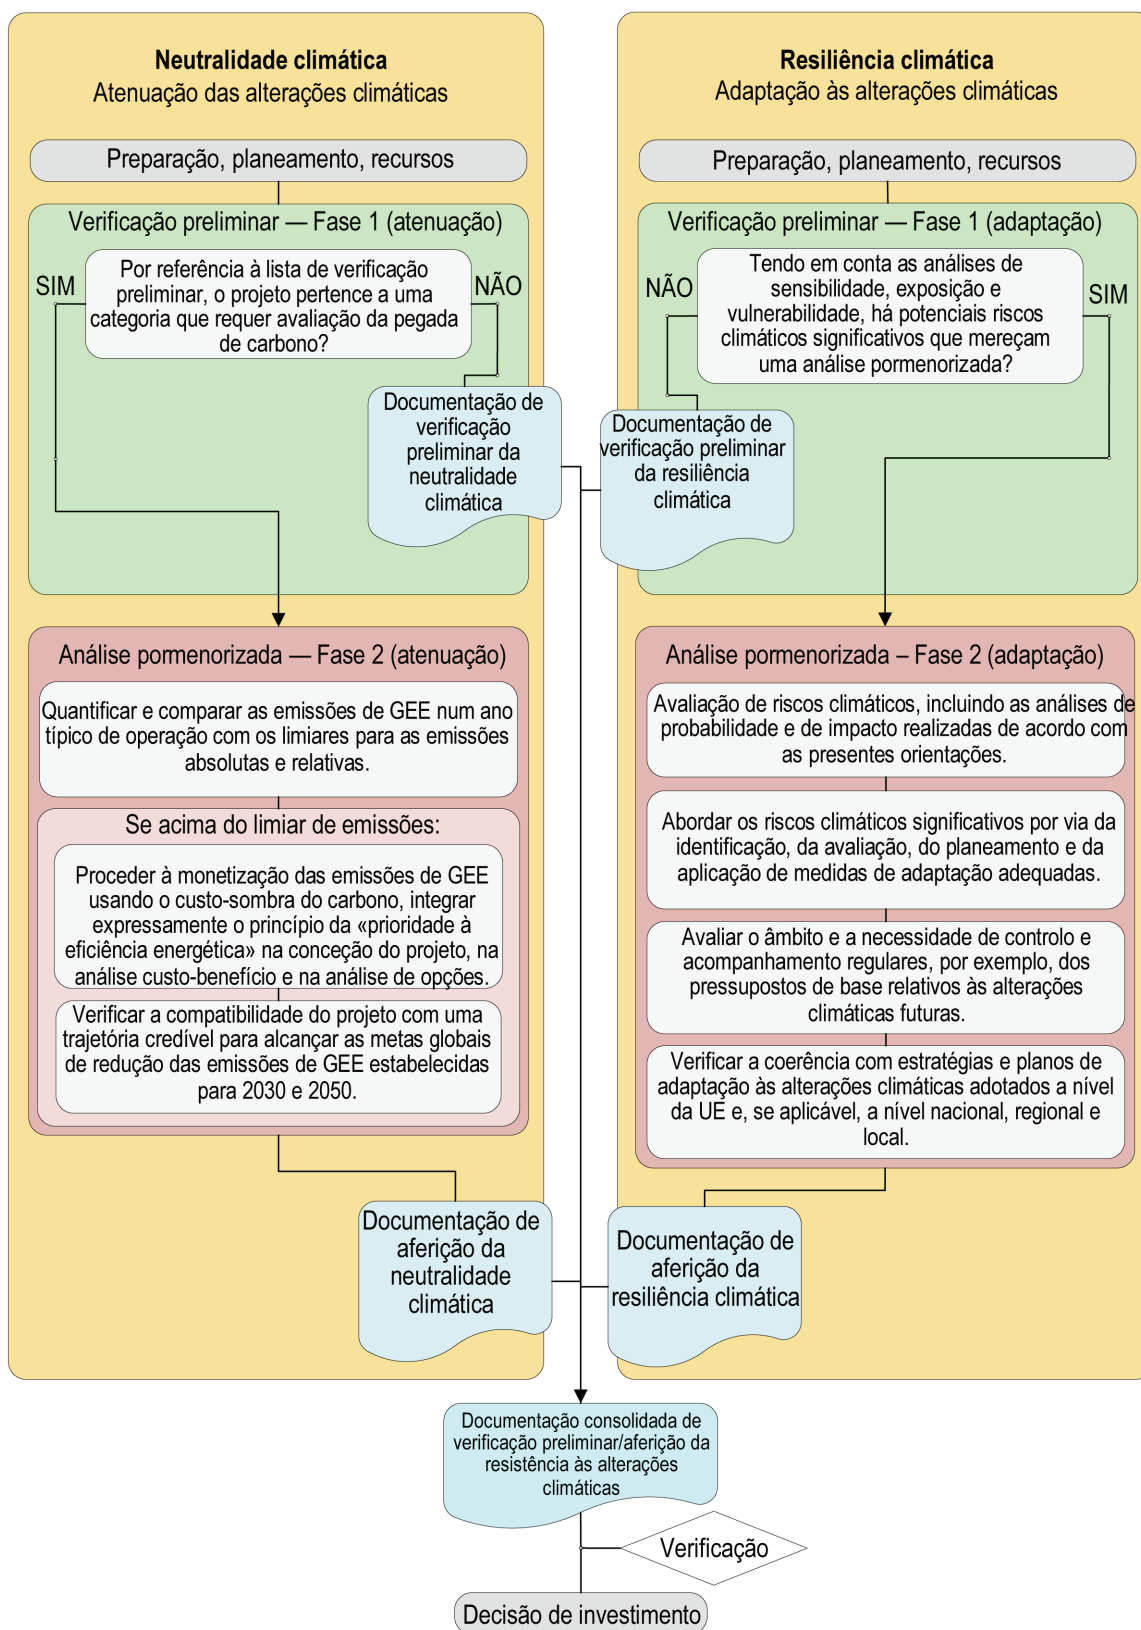 Neutralidade climática
Atenuação das alterações climáticas
Preparação, planeamento, recursos
Verificação preliminar — Fase 1 (atenuação)
SIM
Por referência à lista de verificação
preliminar, o projeto pertence a uma
categoria que requer avaliação da pegada
de carbono?
NÃO
Documentação de
verificação
preliminar da
neutralidade
climática
Análise pormenorizada — Fase 2 (atenuação)
Quantificar e comparar as emissões de GEE num ano
típico de operação com os limiares para as emissões
absolutas e relativas.
Se acima do limiar de emissões:
Proceder à monetização das emissões de GEE
usando o custo-sombra do carbono, integrar
expressamente o princípio da «prioridade à
eficiência energética» na conceção do projeto, na
análise custo-benefício e na análise de opções.
Verificar a compatibilidade do projeto com uma
trajetória credível para alcançar as metas globais
de redução das emissões de GEE estabelecidas
para 2030 e 2050.
Documentação de
aferição da
neutralidade
climática
Resiliência climática
Adaptação às alterações climáticas
Preparação, planeamento, recursos
Verificação preliminar — Fase 1 (adaptação)
NÃO
Tendo em conta as análises de
sensibilidade, exposição e
vulnerabilidade, há potenciais riscos
climáticos significativos que mereçam
uma análise pormenorizada?
SIM
Documentação de
verificação preliminar
da resiliência
climática
Análise pormenorizada – Fase 2 (adaptação)
Avaliação de riscos climáticos, incluindo as análises de
probabilidade e de impacto realizadas de acordo com
as presentes orientações.
Abordar os riscos climáticos significativos por via da
identificação, da avaliação, do planeamento e da
aplicação de medidas de adaptação adequadas.
Avaliar o âmbito e a necessidade de controlo e
acompanhamento regulares, por exemplo, dos
pressupostos de base relativos às alterações
climáticas futuras.
Verificar a coerência com estratégias e planos de
adaptação às alterações climáticas adotados a nível
da UE e, se aplicável, a nível nacional, regional e
local.
Documentação de
aferição da
resiliência climática
Documentação consolidada de
verificação preliminar/aferição da
resistência às alterações
climáticas
Verificação
Decisão de investimento